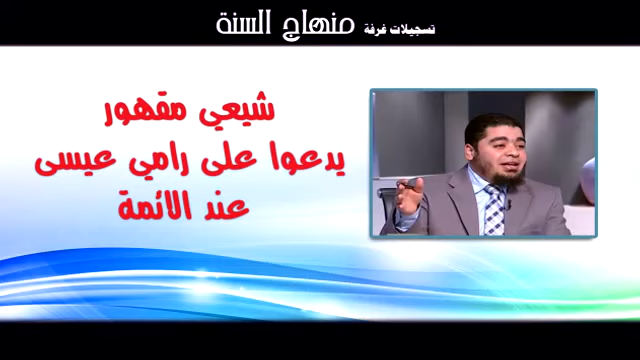 تسجيلات غرفة منهاج السنة
شيعي مقهور
يدعوا على رامي عيسى
عند الائمة